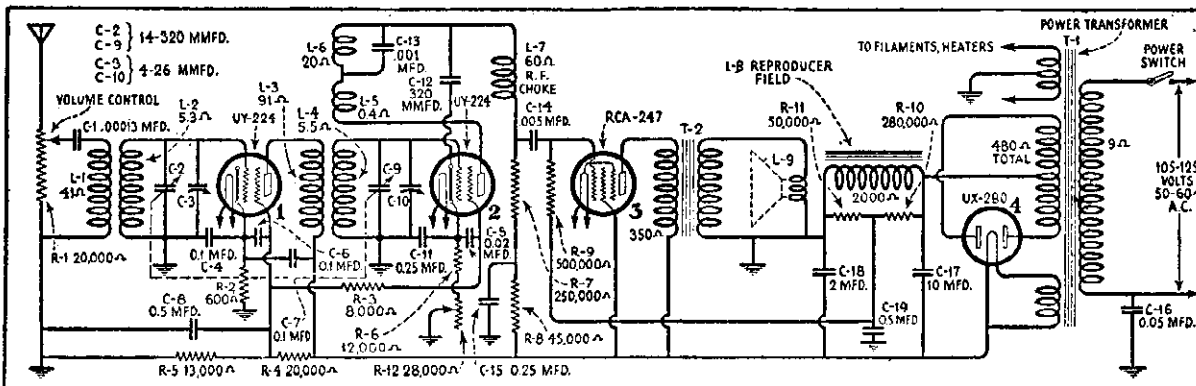 C-2
C-9
14-320 MMFD.
C-3
C-10
4-26 MMFD.
VOLUME CONTROL
C-1 .00013 MFD.
L-1
4Ω
L-2
5.3Ω
L-3
91Ω
UY-224
L-4
5.5Ω
C-2
C-3
1
0.1 MFD.
C-4
R-2
600Ω
C-6
0.1 MFD.
C-7
0.1 MFD
R-1 20,000Ω
C-8
0.5 MFD.
R-5 13,000Ω
R-4 20,000Ω
L-6
20Ω
C-13
.001
MFD.
L-5
0.4Ω
C-12
320
MMFD.
UY-224
C-9
C-10
2
C-11
0.25 MFD.
C-5
0.02
MFD.
R-3
8,000Ω
R-6
12,000Ω
R-12 28,000Ω
C-15 0.25 MFD.
L-7
60Ω
R.F.
CHOKE
C-14
.005 MFD.
RCA-247
3
R-9
500,000Ω
R-7
250,000Ω
R-8 45,000Ω
350Ω
T-2
L-9
L-8 REPRODUCER
FIELD
R-11
50,000Ω
R-10
280,000Ω
2000Ω
C-18
2 MFD.
C-17
10 MFD.
C-19
0.5 MFD
TO FILAMENTS, HEATERS
POWER TRANSFORMER
T-1
POWER
SWITCH
480Ω
TOTAL
9Ω
UX-280
4
105-125
VOLTS
50-60~
A.C.
C-16
0.05 MFD.